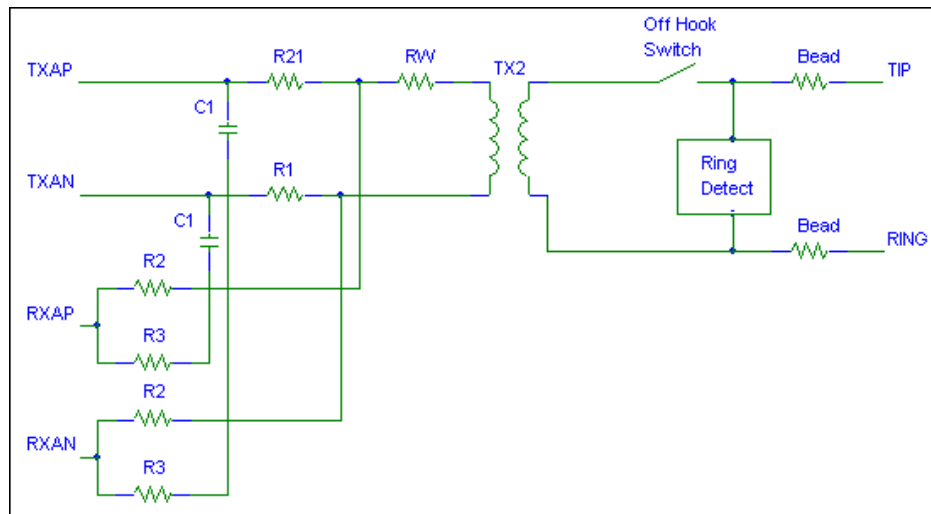 Off Hook
Switch
TXAP
R21
RW
TX2
Bead
TIP
C1
TXAN
R1
Ring
Detect
C1
Bead
RING
R2
RXAP
R3
R2
RXAN
R3